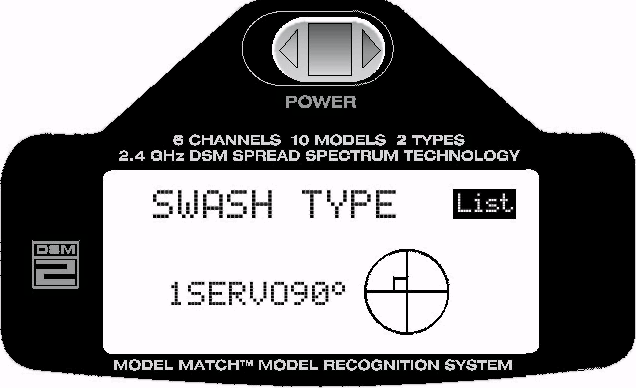 POWER
6 CHANNELS 10 MODELS 2 TYPES
2.4 GHz DSM SPREAD SPECTRUM TECHNOLOGY
SWASH TYPE List
DSM
2
1SERVO90°
MODEL MATCH™ MODEL RECOGNITION SYSTEM